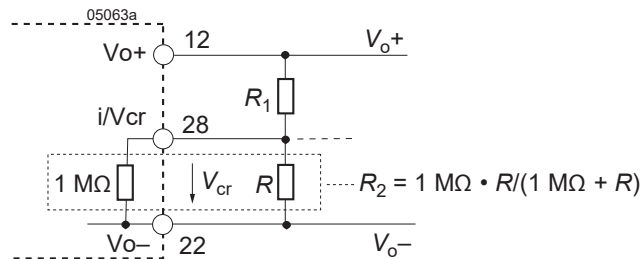 05063a
Vo+ 12 Vo+
R1
i/Vcr 28
1 MΩ Vcr R R2 = 1 MΩ • R/(1 MΩ + R)
Vo– 22 Vo–